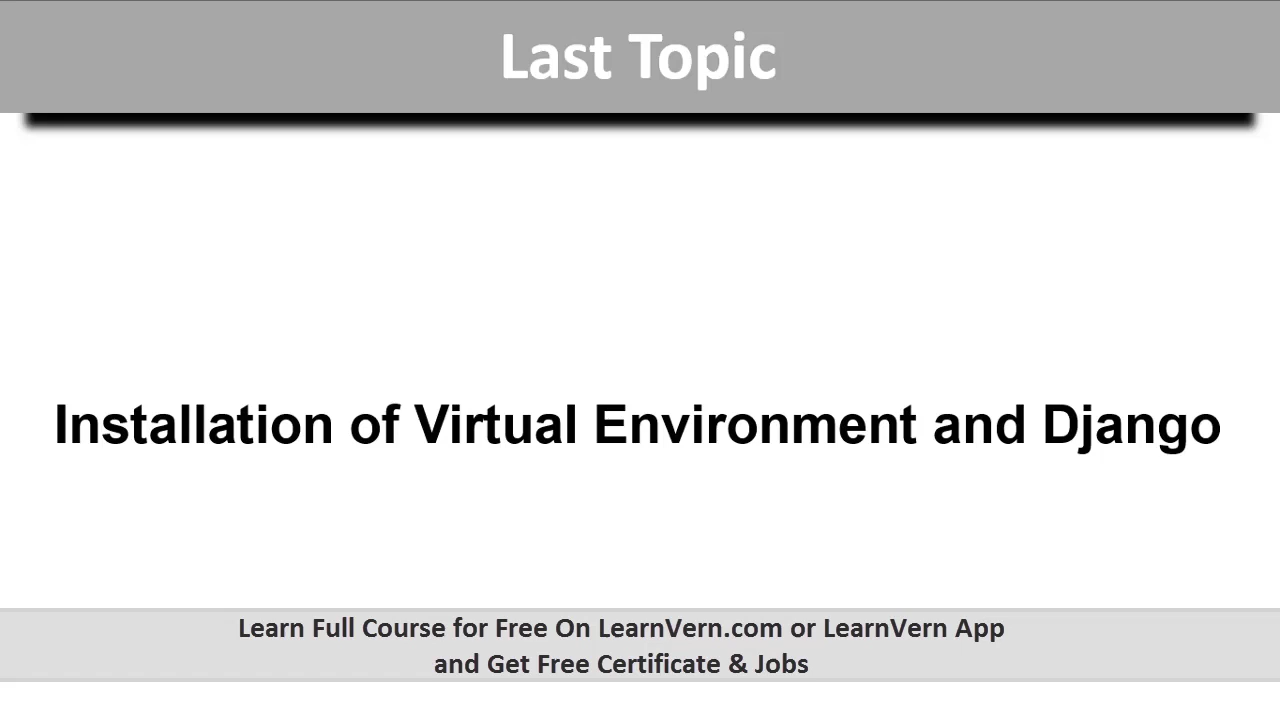 Last Topic
Installation of Virtual Environment and Django
Learn Full Course for Free On LearnVern.com or LearnVern App
and Get Free Certificate & Jobs